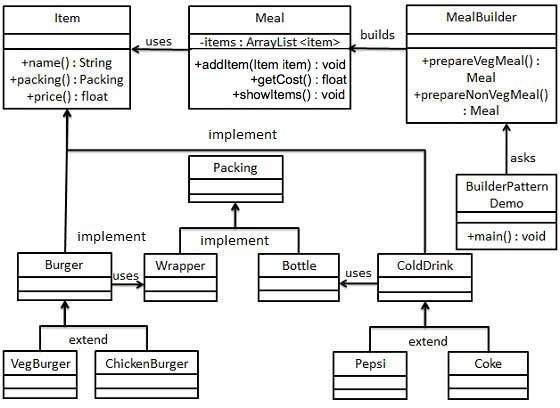 Item
+name() : String
+packing() : Packing
+price() : float
uses
Meal
-items : ArrayList <item>
+addItem(Item item) : void
+getCost() : float
+showItems() : void
builds
MealBuilder
+prepareVegMeal() :
Meal
+prepareNonVegMeal()
: Meal
implement
asks
Packing
BuilderPattern
Demo
+main() : void
implement
implement
Burger
uses
Wrapper
Bottle
uses
ColdDrink
extend
extend
VegBurger
ChickenBurger
Pepsi
Coke